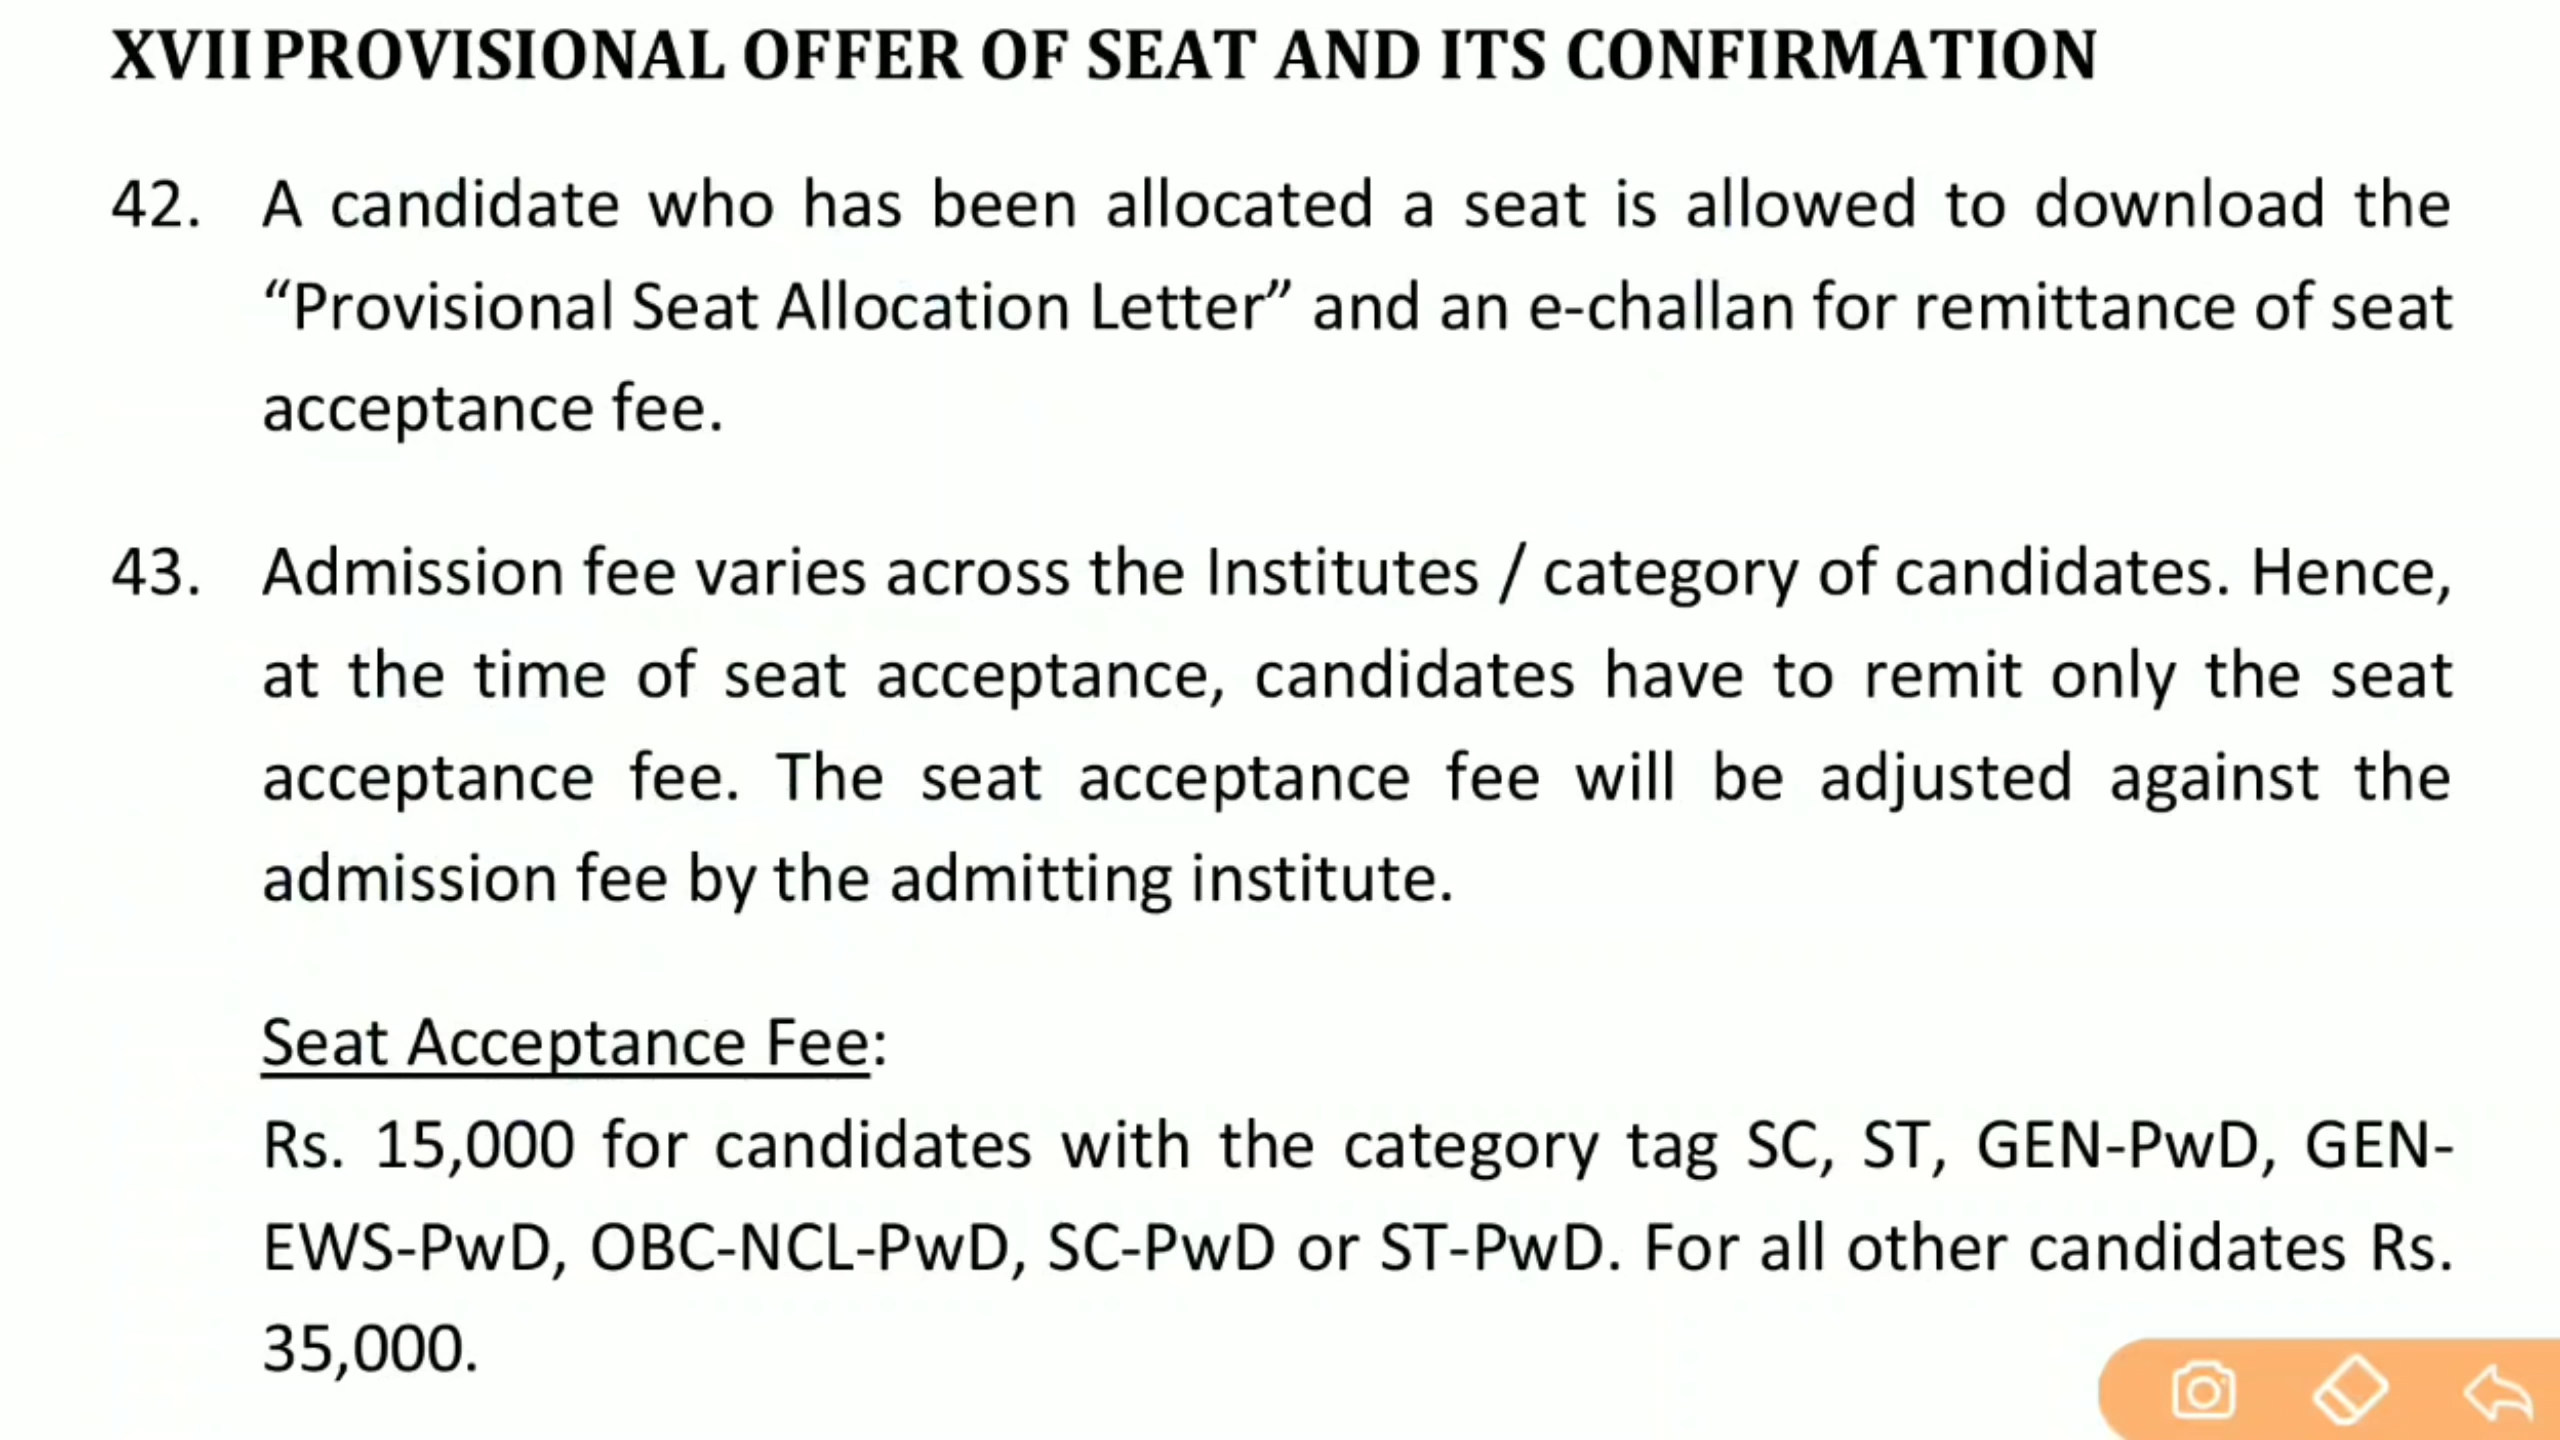 XVII PROVISIONAL OFFER OF SEAT AND ITS CONFIRMATION
42. A candidate who has been allocated a seat is allowed to download the
“Provisional Seat Allocation Letter” and an e-challan for remittance of seat
acceptance fee.
43. Admission fee varies across the Institutes / category of candidates. Hence,
at the time of seat acceptance, candidates have to remit only the seat
acceptance fee. The seat acceptance fee will be adjusted against the
admission fee by the admitting institute.
Seat Acceptance Fee:
Rs. 15,000 for candidates with the category tag SC, ST, GEN-PwD, GEN-
EWS-PwD, OBC-NCL-PwD, SC-PwD or ST-PwD. For all other candidates Rs.
35,000.